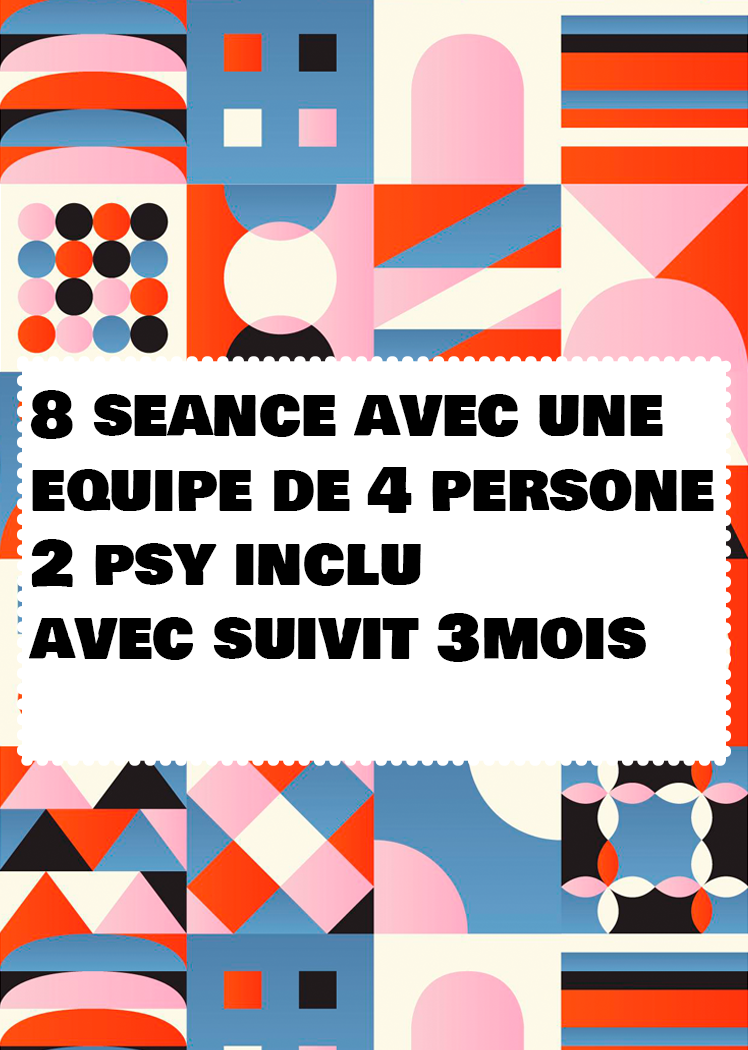 8 SEANCE AVEC UNE
EQUIPE DE 4 PERSONE
2 PSY INCLU
AVEC SUIVIT 3MOIS